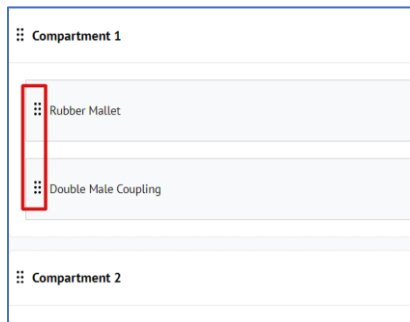 Compartment 1
Rubber Mallet
Double Male Coupling
Compartment 2